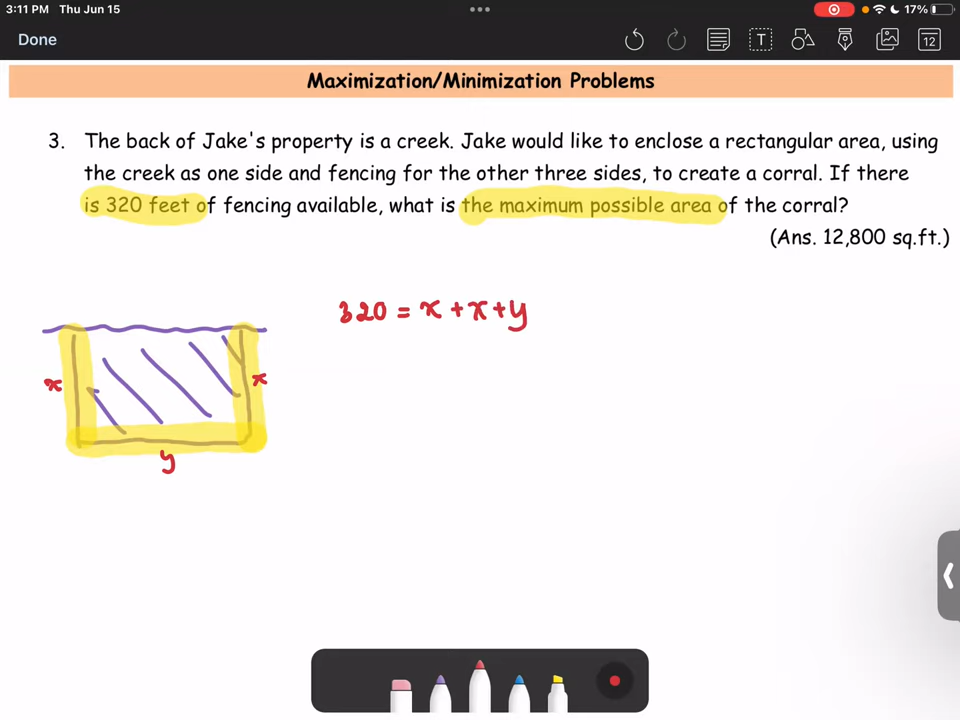 3:11 PM Thu Jun 15
17%
Done
T
12
Maximization/Minimization Problems
3. The back of Jake's property is a creek. Jake would like to enclose a rectangular area, using
the creek as one side and fencing for the other three sides, to create a corral. If there
is 320 feet of fencing available, what is the maximum possible area of the corral?
(Ans. 12,800 sq.ft.)
320 = x + x + y
x
x
y